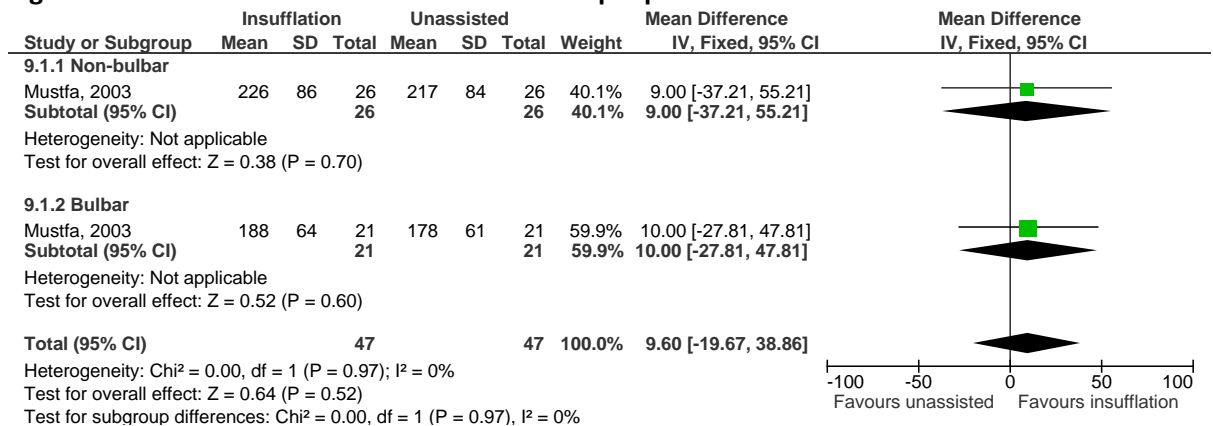 Insufflation Unassisted Mean Difference Mean Difference
Study or Subgroup Mean SD Total Mean SD Total Weight IV, Fixed, 95% CI IV, Fixed, 95% CI
9.1.1 Non-bulbar
Mustfa, 2003 226 86 26 217 84 26 40.1% 9.00 [-37.21, 55.21]
Subtotal (95% CI) 26 26 40.1% 9.00 [-37.21, 55.21]
Heterogeneity: Not applicable
Test for overall effect: Z = 0.38 (P = 0.70)
9.1.2 Bulbar
Mustfa, 2003 188 64 21 178 61 21 59.9% 10.00 [-27.81, 47.81]
Subtotal (95% CI) 21 21 59.9% 10.00 [-27.81, 47.81]
Heterogeneity: Not applicable
Test for overall effect: Z = 0.52 (P = 0.60)
Total (95% CI) 47 47 100.0% 9.60 [-19.67, 38.86]
Heterogeneity: Chi² = 0.00, df = 1 (P = 0.97); I² = 0%
Test for overall effect: Z = 0.64 (P = 0.52)
Test for subgroup differences: Chi² = 0.00, df = 1 (P = 0.97), I² = 0%
-100 -50 0 50 100
Favours unassisted Favours insufflation